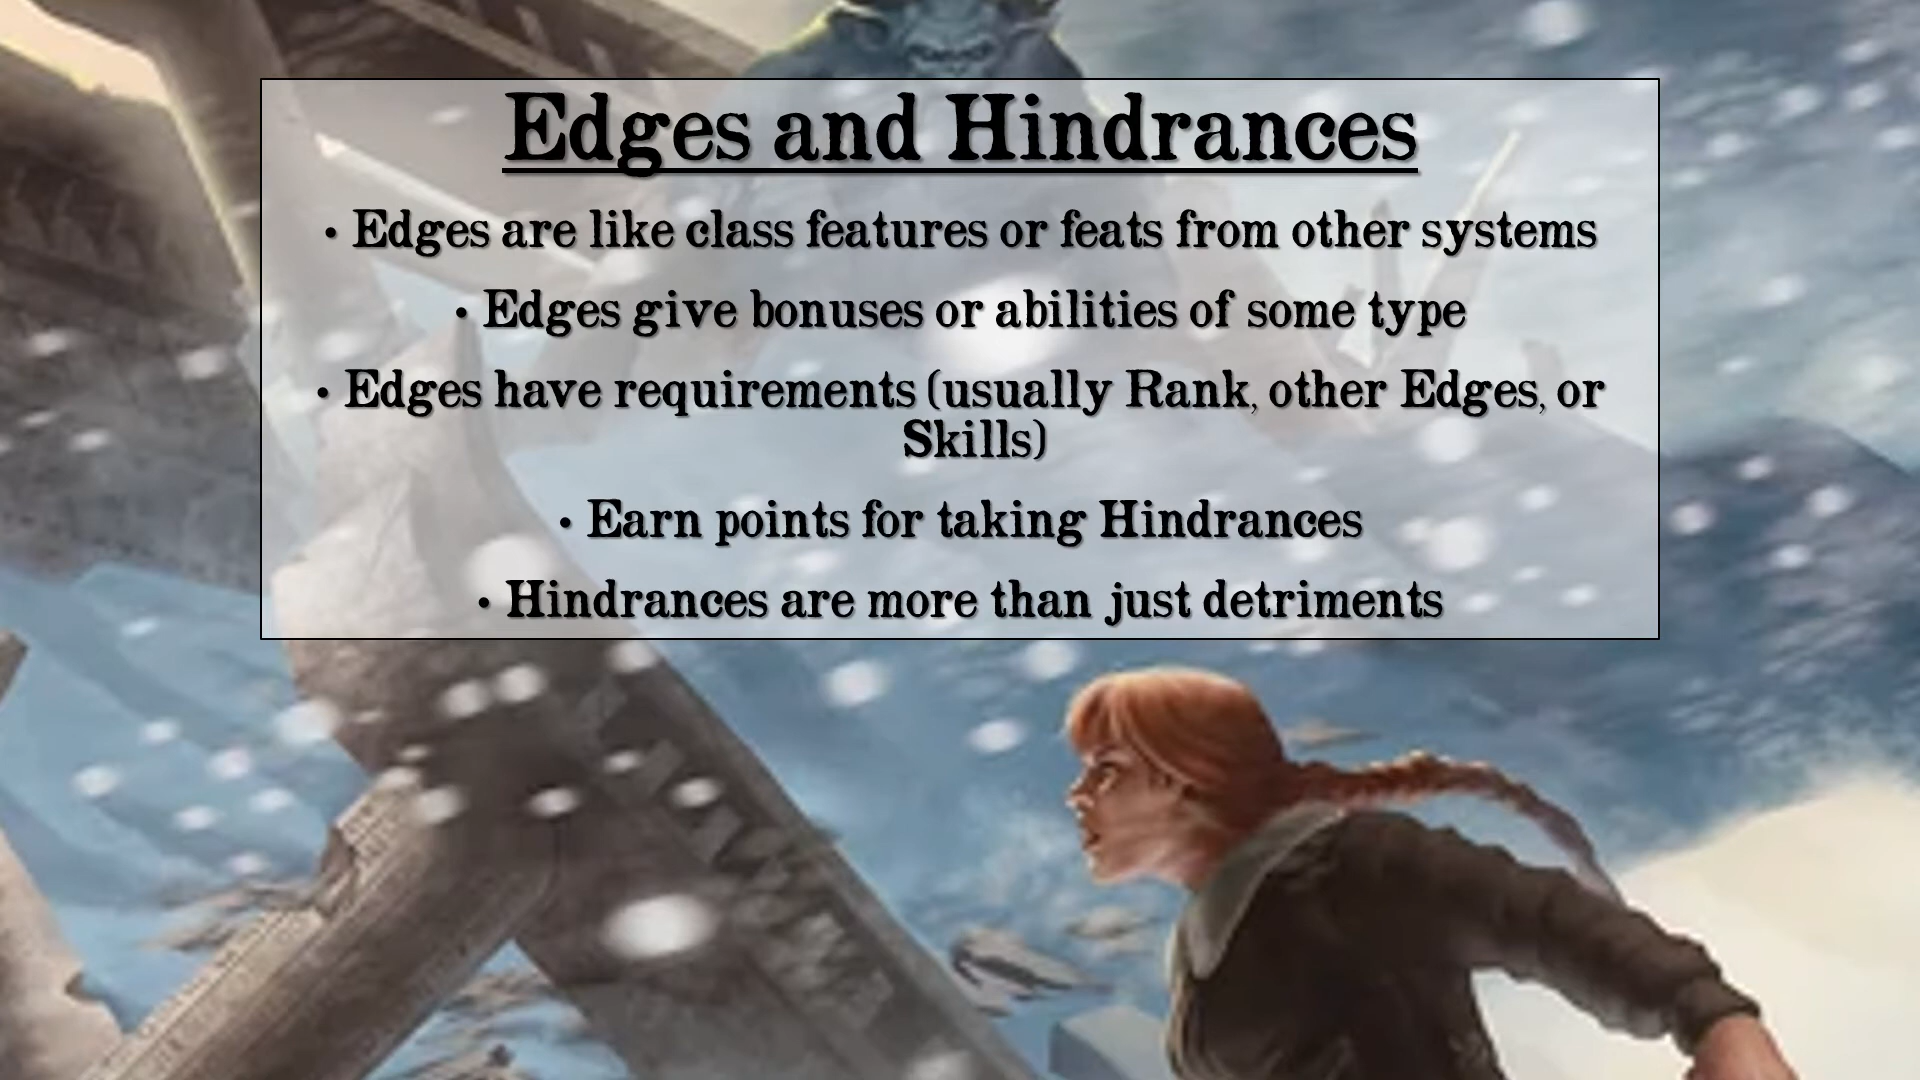 Edges and Hindrances
• Edges are like class features or feats from other systems
• Edges give bonuses or abilities of some type
• Edges have requirements (usually Rank, other Edges, or
Skills)
• Earn points for taking Hindrances
• Hindrances are more than just detriments